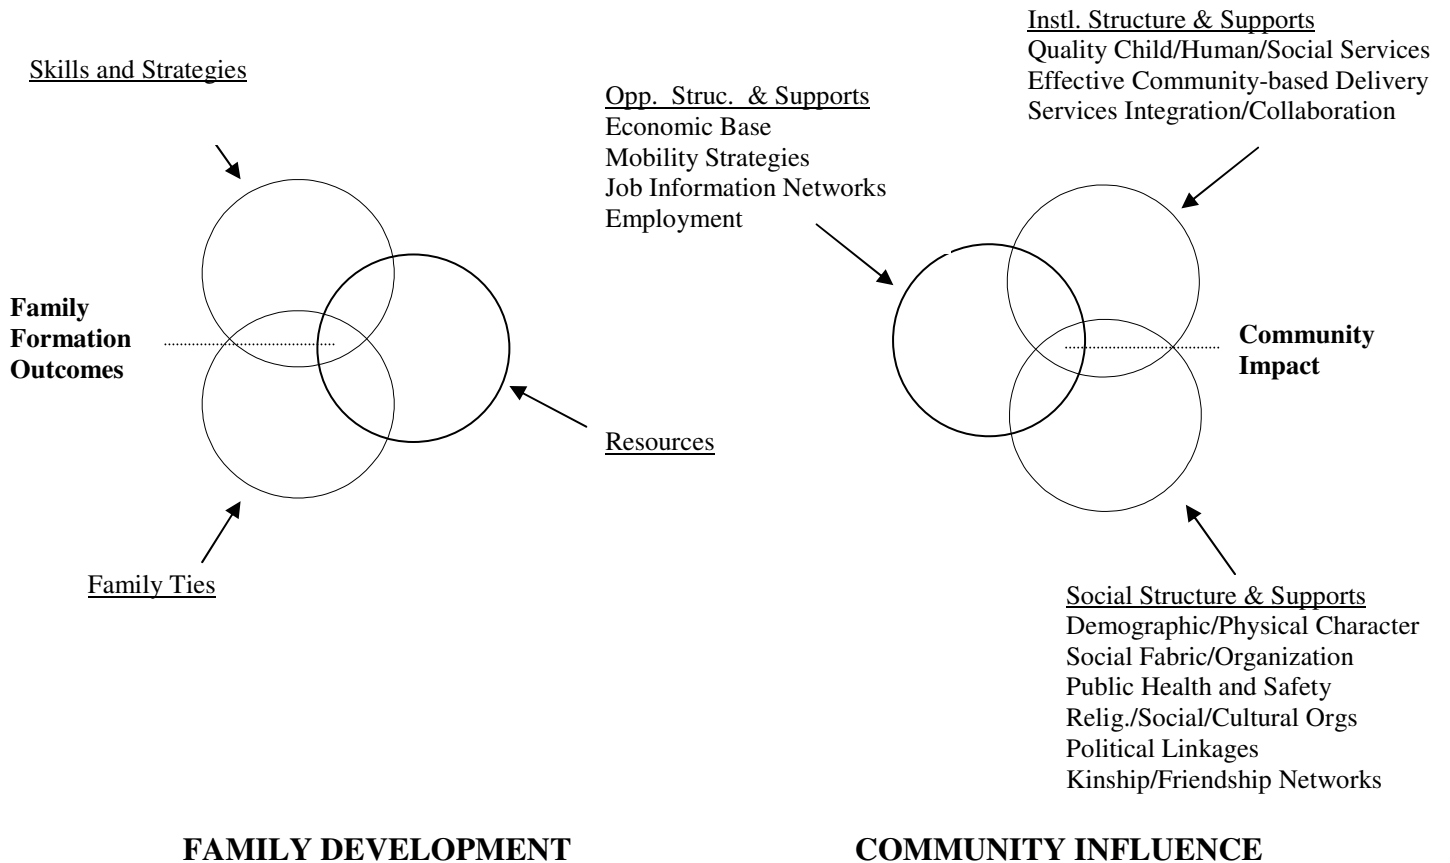 Skills and Strategies
Family
Formation
Outcomes
Resources
Family Ties
FAMILY DEVELOPMENT
Opp. Struc. & Supports
Economic Base
Mobility Strategies
Job Information Networks
Employment
Instl. Structure & Supports
Quality Child/Human/Social Services
Effective Community-based Delivery
Services Integration/Collaboration
Community
Impact
Social Structure & Supports
Demographic/Physical Character
Social Fabric/Organization
Public Health and Safety
Relig./Social/Cultural Orgs
Political Linkages
Kinship/Friendship Networks
COMMUNITY INFLUENCE